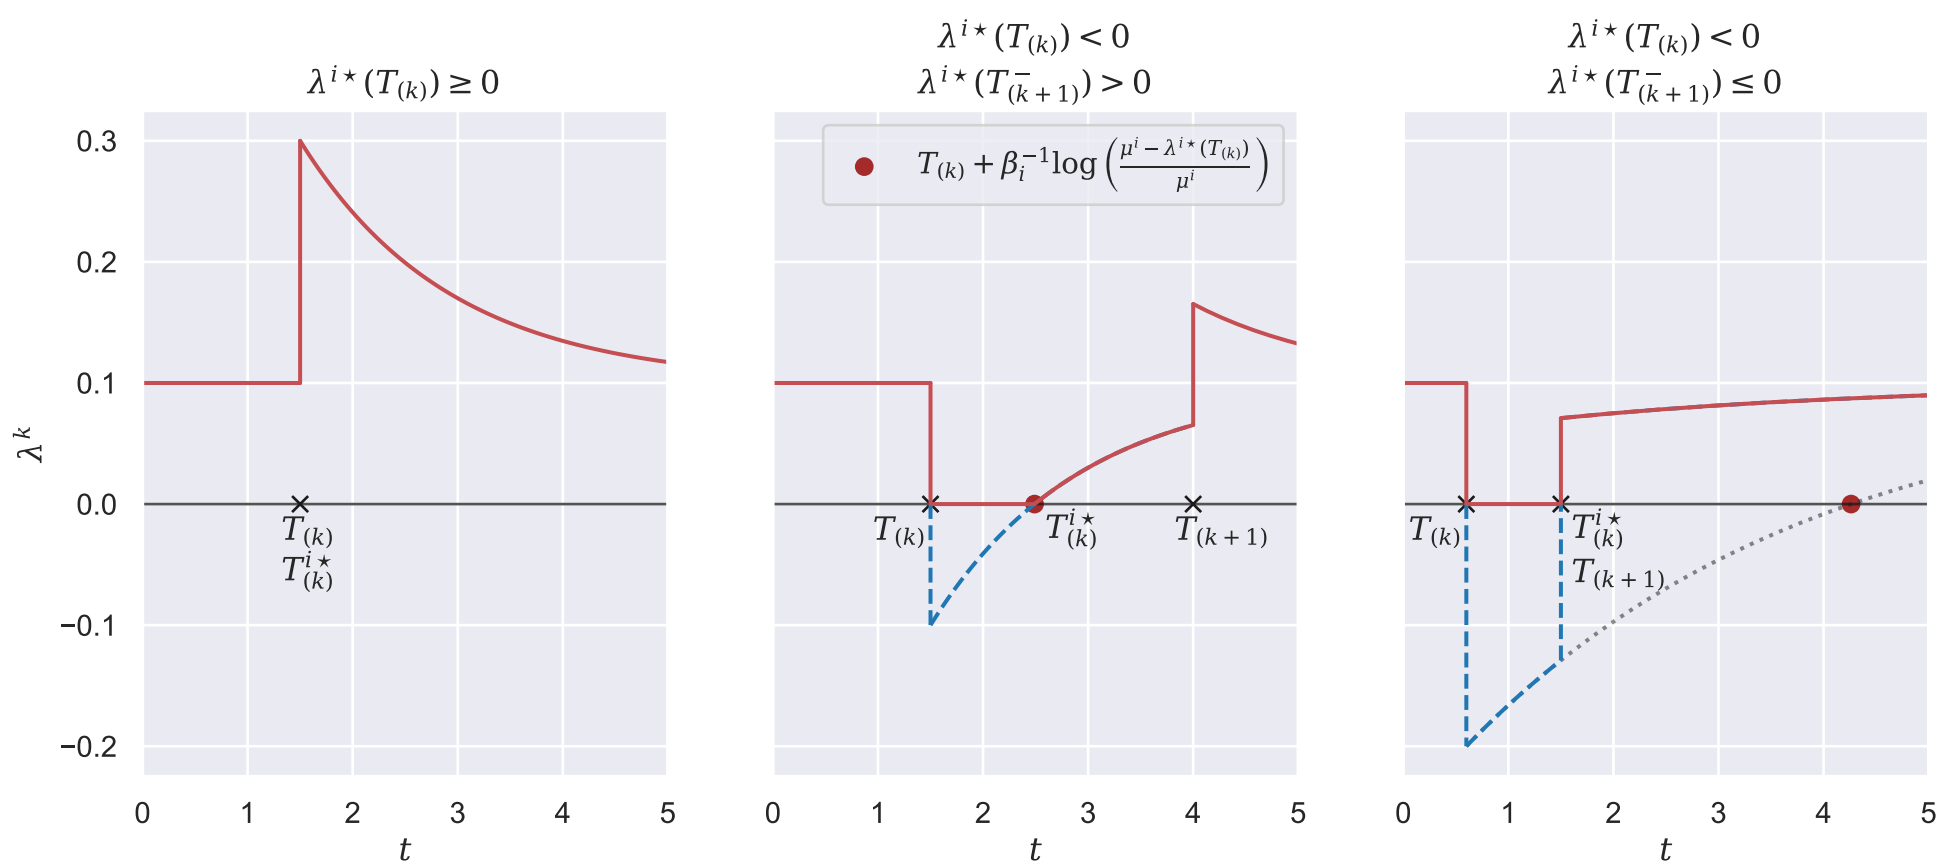 λ^{i⋆}(T_{(k)}) ≥ 0
λ^{i⋆}(T_{(k)}) < 0
λ^{i⋆}(T^−_{(k+1)}) > 0
λ^{i⋆}(T_{(k)}) < 0
λ^{i⋆}(T^−_{(k+1)}) ≤ 0
λ^k
0.3
0.2
0.1
0.0
−0.1
−0.2
T_{(k)}
T^{i⋆}_{(k)}
0 1 2 3 4 5
t
T_{(k)} + β_i^{−1} log ( \frac{μ^i − λ^{i⋆}(T_{(k)})}{μ^i} )
T_{(k)}
T^{i⋆}_{(k)}
T_{(k+1)}
0 1 2 3 4 5
t
T_{(k)}
T^{i⋆}_{(k)}
T_{(k+1)}
0 1 2 3 4 5
t